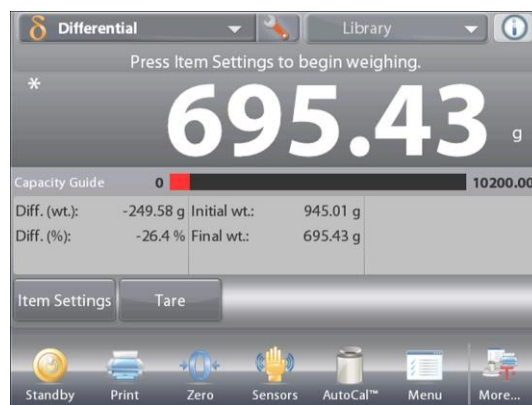 δ Differential Library i
Press Item Settings to begin weighing.
* 695.43 g
Capacity Guide 0 10200.00
Diff. (wt.): -249.58 g Initial wt.: 945.01 g
Diff. (%): -26.4 % Final wt.: 695.43 g
Item Settings Tare
Standby Print Zero Sensors AutoCal™ Menu More...